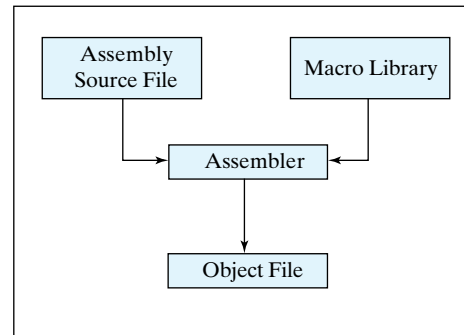 Assembly
Source File
Macro Library
Assembler
Object File